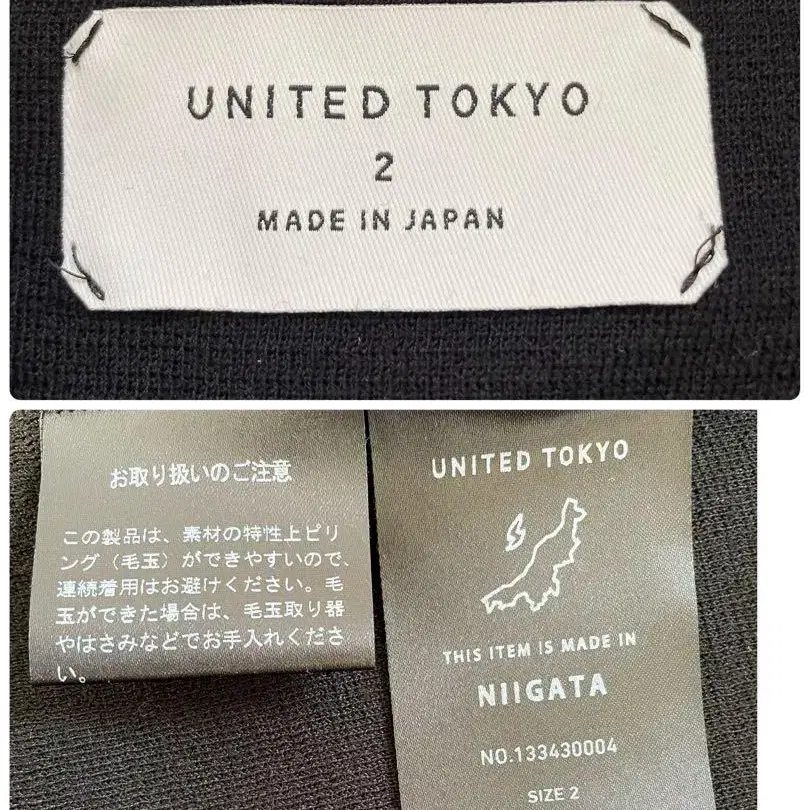 UNITED TOKYO
2
MADE IN JAPAN
お取り扱いのご注意
この製品は、素材の特性上ピリ
ング（毛玉）ができやすいので、
連続着用はお避けください。毛
玉ができた場合は、毛玉取り器
やはさみなどでお手入れくださ
い。
UNITED TOKYO
THIS ITEM IS MADE IN
NIIGATA
NO.133430004
SIZE 2